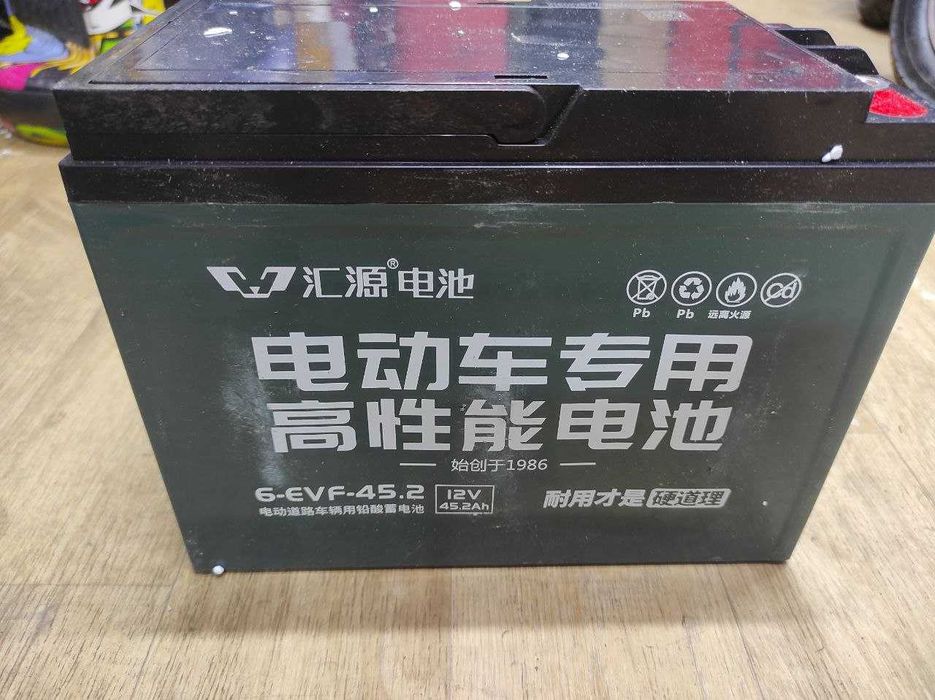 汇源®电池
Pb Pb 远离火源 Cd
电动车专用
高性能电池
始创于1986
6-EVF-45.2 12V 45.2Ah
电动道路车辆用铅酸蓄电池
耐用才是硬道理